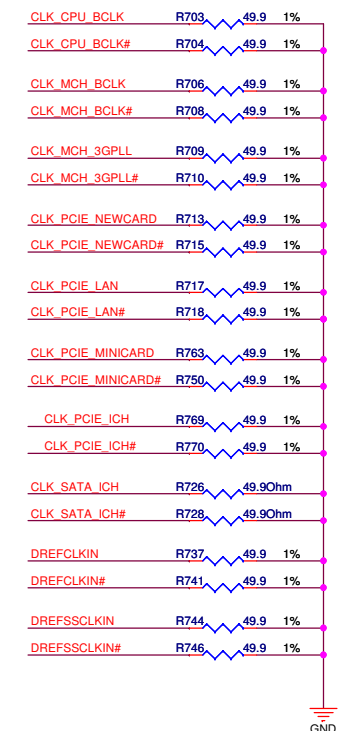 CLK_CPU_BCLK R703 49.9 1%
CLK_CPU_BCLK# R704 49.9 1%
CLK_MCH_BCLK R706 49.9 1%
CLK_MCH_BCLK# R708 49.9 1%
CLK_MCH_3GPLL R709 49.9 1%
CLK_MCH_3GPLL# R710 49.9 1%
CLK_PCIE_NEWCARD R713 49.9 1%
CLK_PCIE_NEWCARD# R715 49.9 1%
CLK_PCIE_LAN R717 49.9 1%
CLK_PCIE_LAN# R718 49.9 1%
CLK_PCIE_MINICARD R763 49.9 1%
CLK_PCIE_MINICARD# R750 49.9 1%
CLK_PCIE_ICH R769 49.9 1%
CLK_PCIE_ICH# R770 49.9 1%
CLK_SATA_ICH R726 49.9Ohm
CLK_SATA_ICH# R728 49.9Ohm
DREFCLKIN R737 49.9 1%
DREFCLKIN# R741 49.9 1%
DREFSSCLKIN R744 49.9 1%
DREFSSCLKIN# R746 49.9 1%
GND